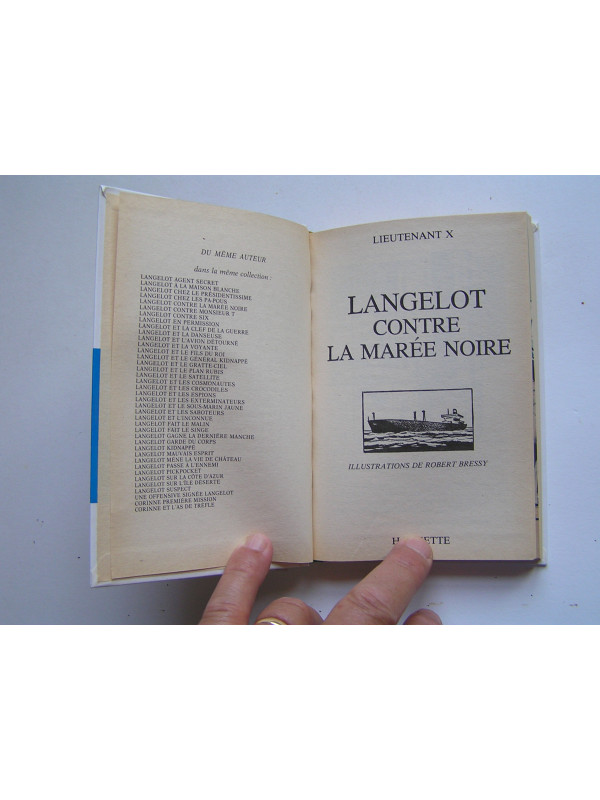 DU MÊME AUTEUR
dans la même collection :
LANGELOT AGENT SECRET
LANGELOT A LA MAISON BLANCHE
LANGELOT CHEZ LE PRÉSIDENTISSIME
LANGELOT CHEZ LES PA-POUS
LANGELOT CONTRE LA MARÉE NOIRE
LANGELOT CONTRE MONSIEUR T
LANGELOT CONTRE SIX
LANGELOT EN PERMISSION
LANGELOT ET LA CLEF DE LA GUERRE
LANGELOT ET LA DANSEUSE
LANGELOT ET L'AVION DÉTOURNÉ
LANGELOT ET LA VOYANTE
LANGELOT ET LE FILS DU ROI
LANGELOT ET LE GÉNÉRAL KIDNAPPÉ
LANGELOT ET LE GRATTE-CIEL
LANGELOT ET LE PLAN RUBIS
LANGELOT ET LE SATELLITE
LANGELOT ET LES COSMONAUTES
LANGELOT ET LES CROCODILES
LANGELOT ET LES ESPIONS
LANGELOT ET LES EXTERMINATEURS
LANGELOT ET LE SOUS-MARIN JAUNE
LANGELOT ET LES SABOTEURS
LANGELOT ET L'INCONNUE
LANGELOT FAIT LE MALIN
LANGELOT FAIT LE SINGE
LANGELOT GAGNE LA DERNIÈRE MANCHE
LANGELOT GARDE DU CORPS
LANGELOT KIDNAPPÉ
LANGELOT MAUVAIS ESPRIT
LANGELOT MÈNE LA VIE DE CHÂTEAU
LANGELOT PASSE A L'ENNEMI
LANGELOT PICKPOCKET
LANGELOT SUR LA CÔTE D'AZUR
LANGELOT SUR L'ÎLE DÉSERTE
LANGELOT SUSPECT
UNE OFFENSIVE SIGNÉE LANGELOT
CORINNE PREMIÈRE MISSION
CORINNE ET L'AS DE TRÈFLE
LIEUTENANT X
LANGELOT
CONTRE
LA MARÉE NOIRE
ILLUSTRATIONS DE ROBERT BRESSY